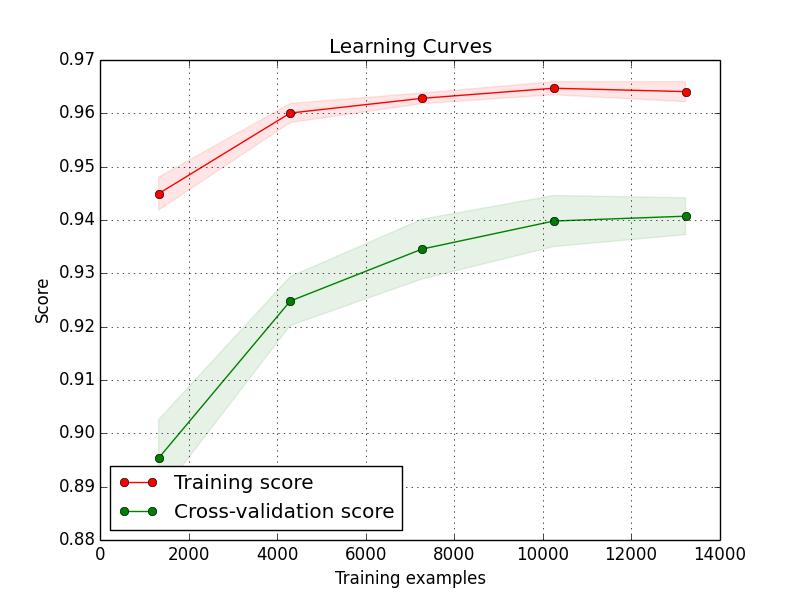 Learning Curves
0.97
0.96
0.95
0.94
0.93
0.92
0.91
0.90
0.89
0.88
Score
Training score
Cross-validation score
0 2000 4000 6000 8000 10000 12000 14000
Training examples